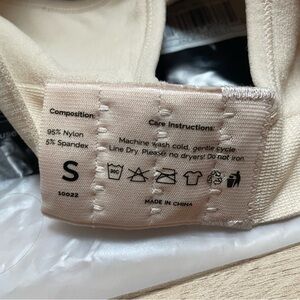 Composition
95% Nylon
5% Spandex
S
10022
Care Instructions:
Machine wash cold, gentle cycle.
Line Dry. Please no dryers! Do not iron.
MADE IN CHINA